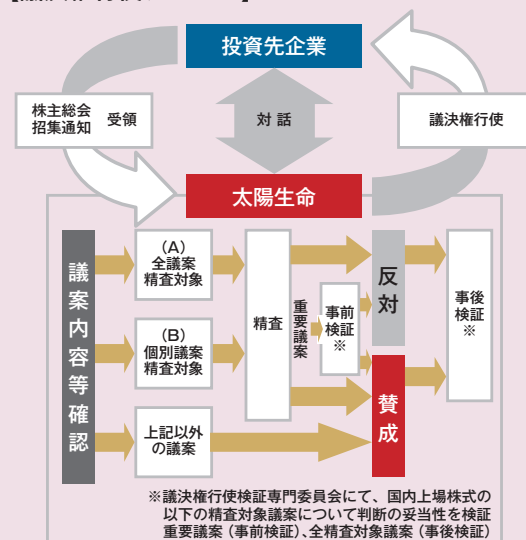 投資先企業
株主総会
招集通知 受領
対話
議決権行使
太陽生命
議案内容等確認
(A)
全議案
精査対象
(B)
個別議案
精査対象
上記以外
の議案
精査
重要議案
事前
検証
※
反対
賛成
事後
検証
※
※議決権行使検証専門委員会にて、国内上場株式の
以下の精査対象議案について判断の妥当性を検証
重要議案(事前検証)、全精査対象議案(事後検証)